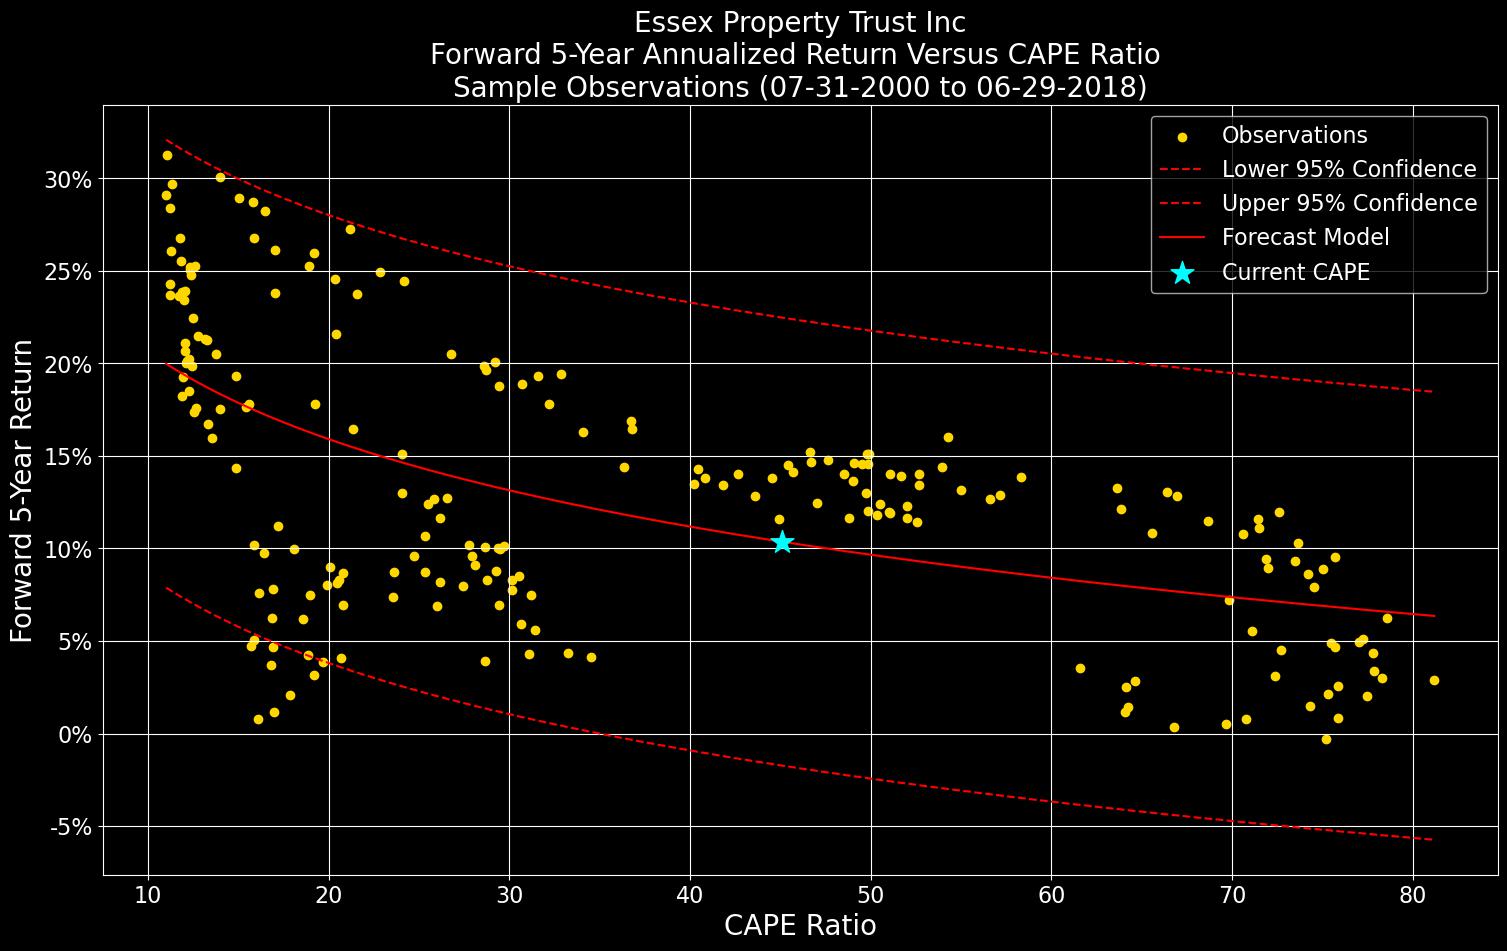 Essex Property Trust Inc
Forward 5-Year Annualized Return Versus CAPE Ratio
Sample Observations (07-31-2000 to 06-29-2018)
Observations
Lower 95% Confidence
Upper 95% Confidence
Forecast Model
Current CAPE
Forward 5-Year Return
30%
25%
20%
15%
10%
5%
0%
-5%
10 20 30 40 50 60 70 80
CAPE Ratio